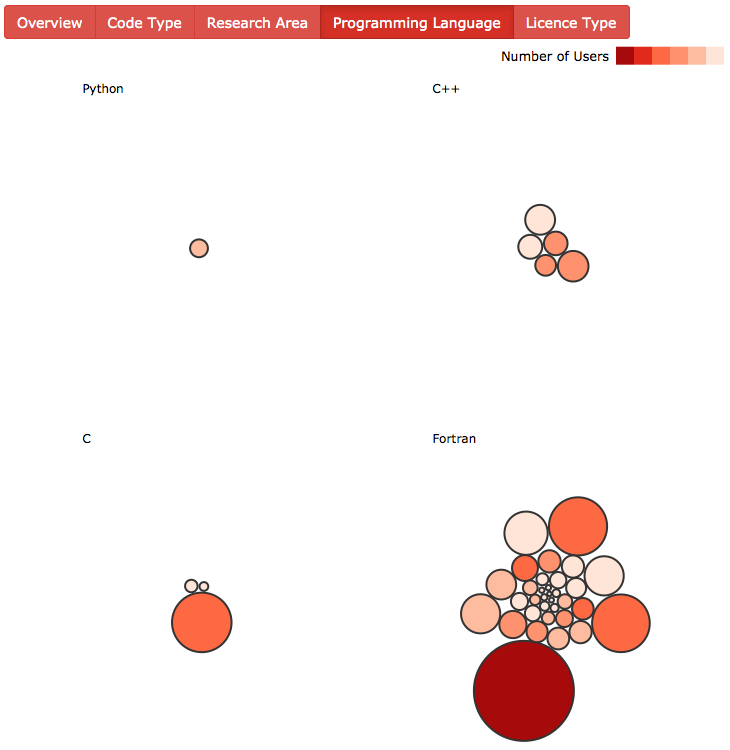 Overview Code Type Research Area Programming Language Licence Type
Number of Users
Python C++
C Fortran